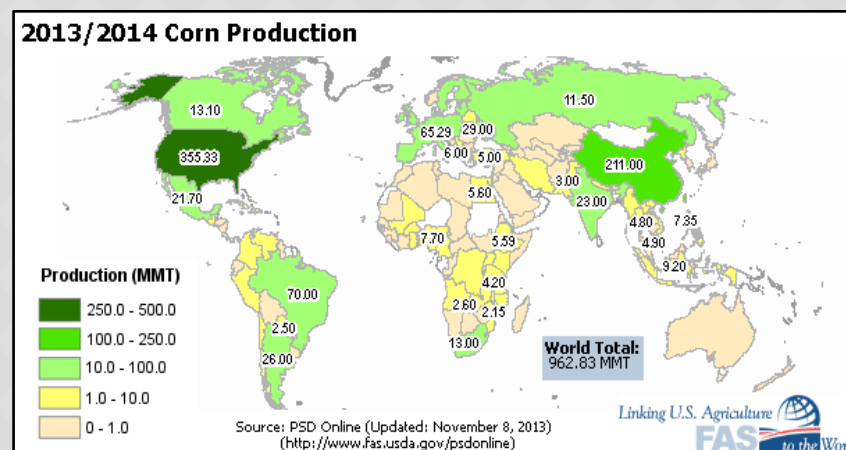 2013/2014 Corn Production
13.10
11.50
65.29
29.00
355.33
6.00
5.00
211.00
21.70
3.00
5.60
23.00
7.70
5.59
4.80
7.35
4.90
9.20
70.00
4.20
2.60
2.15
2.50
26.00
13.00
Production (MMT)
250.0 - 500.0
100.0 - 250.0
10.0 - 100.0
1.0 - 10.0
0 - 1.0
World Total:
962.83 MMT
Source: PSD Online (Updated: November 8, 2013)
(http://www.fas.usda.gov/psdonline)
Linking U.S. Agriculture
FAS to the Wor